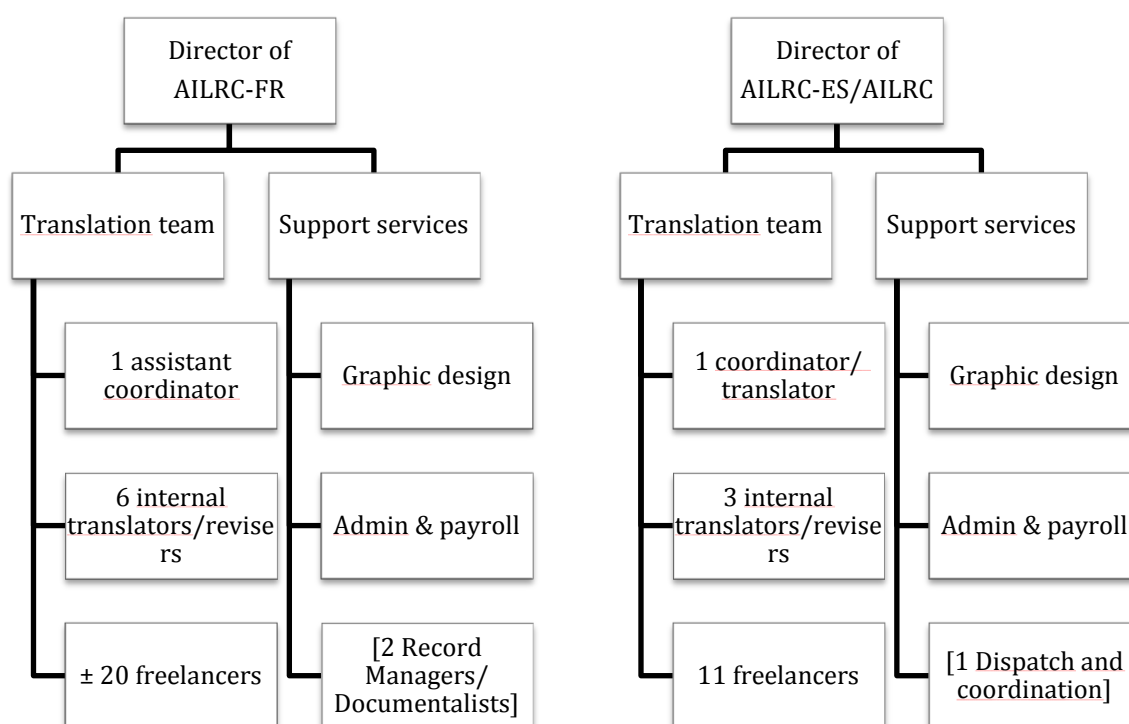 Director of
AILRC-FR
Translation team
Support services
1 assistant
coordinator
Graphic design
6 internal
translators/revise
rs
Admin & payroll
± 20 freelancers
[2 Record
Managers/
Documentalists]
Director of
AILRC-ES/AILRC
Translation team
Support services
1 coordinator/
translator
Graphic design
3 internal
translators/revise
rs
Admin & payroll
11 freelancers
[1 Dispatch and
coordination]